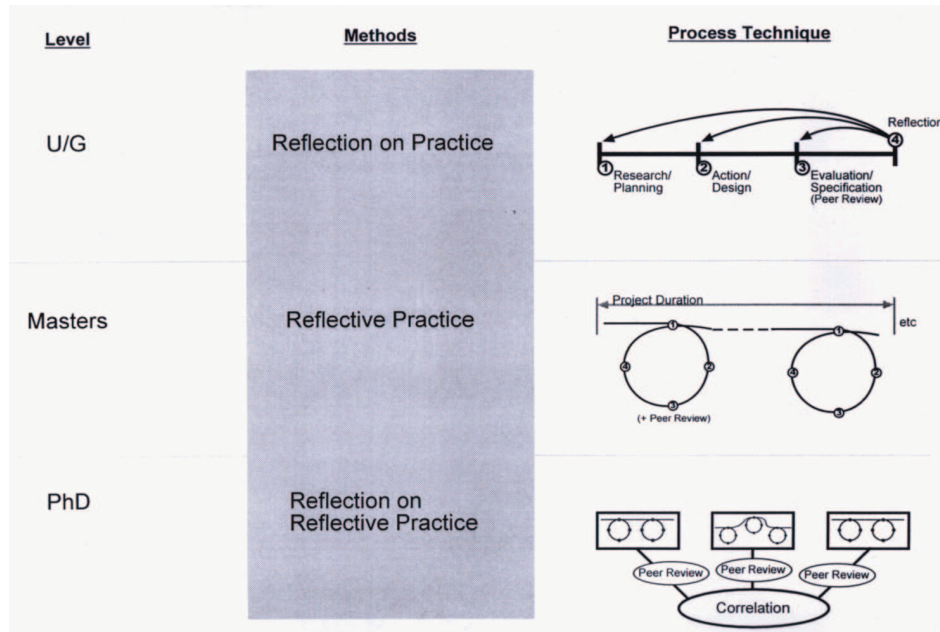 Level
Methods
Process Technique
U/G
Reflection on Practice
Reflection
4
1
Research/
Planning
2
Action/
Design
3
Evaluation/
Specification
(Peer Review)
Masters
Reflective Practice
Project Duration
etc
1
2
3
4
(+ Peer Review)
1
2
3
4
PhD
Reflection on
Reflective Practice
Peer Review
Peer Review
Peer Review
Correlation